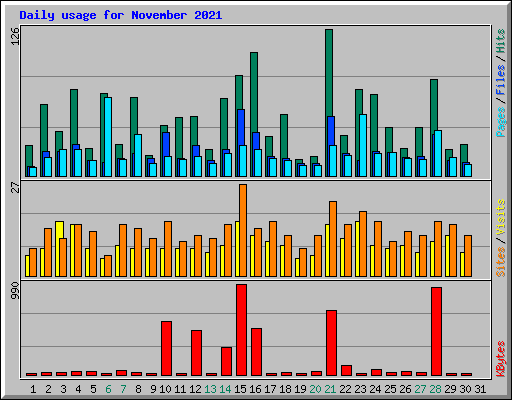 Daily usage for November 2021
126
27
990
Pages / Files / Hits
Sites / Visits
KBytes
1 2 3 4 5 6 7 8 9 10 11 12 13 14 15 16 17 18 19 20 21 22 23 24 25 26 27 28 29 30 31